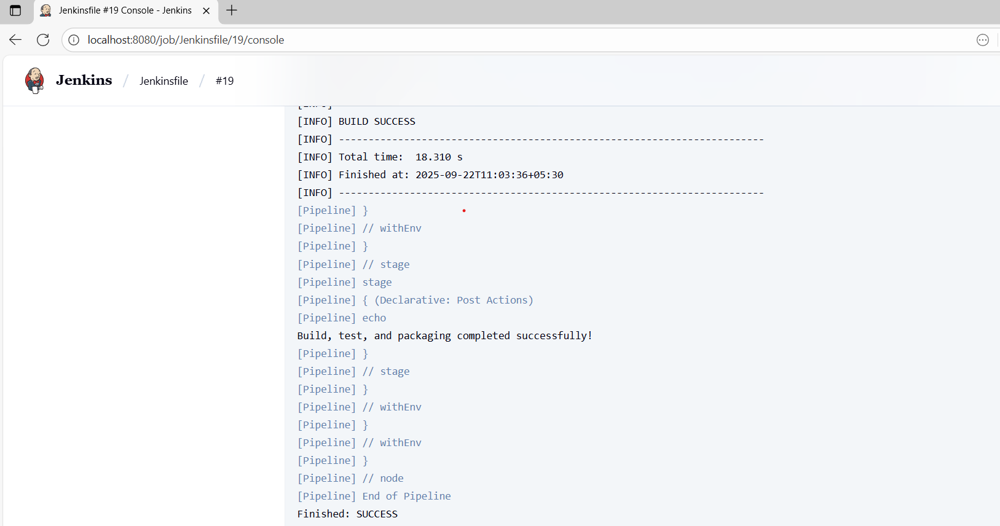 Jenkinsfile #19 Console - Jenkins
localhost:8080/job/Jenkinsfile/19/console
Jenkins / Jenkinsfile / #19
[INFO] BUILD SUCCESS
[INFO] ------------------------------------------------------------------------
[INFO] Total time:  18.310 s
[INFO] Finished at: 2025-09-22T11:03:36+05:30
[INFO] ------------------------------------------------------------------------
[Pipeline] }
[Pipeline] // withEnv
[Pipeline] }
[Pipeline] // stage
[Pipeline] stage
[Pipeline] { (Declarative: Post Actions)
[Pipeline] echo
Build, test, and packaging completed successfully!
[Pipeline] }
[Pipeline] // stage
[Pipeline] }
[Pipeline] // withEnv
[Pipeline] }
[Pipeline] // withEnv
[Pipeline] }
[Pipeline] // node
[Pipeline] End of Pipeline
Finished: SUCCESS